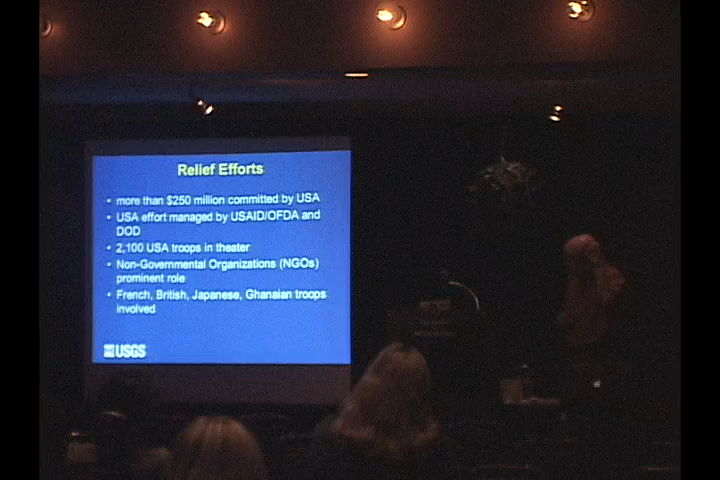 Relief Efforts
• more than $250 million committed by USA
• USA effort managed by USAID/OFDA and
DOD
• 2,100 USA troops in theater
• Non-Governmental Organizations (NGOs)
prominent role
• French, British, Japanese, Ghanaian troops
involved
USGS